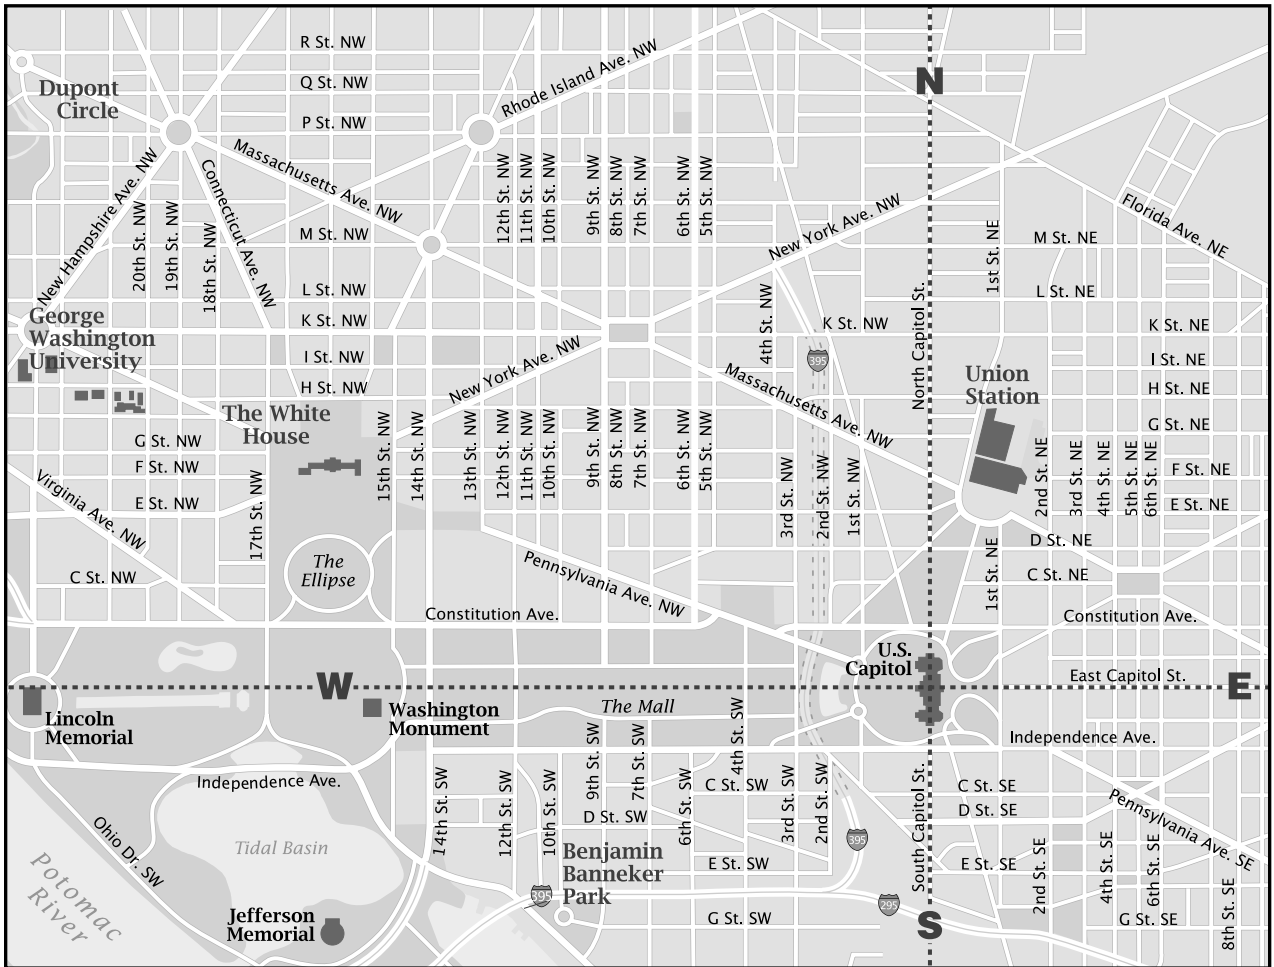 R St. NW
Q St. NW
P St. NW
Rhode Island Ave. NW
N
Dupont
Circle
Massachusetts Ave. NW
New Hampshire Ave. NW
Connecticut Ave. NW
20th St. NW
19th St. NW
18th St. NW
M St. NW
L St. NW
K St. NW
I St. NW
H St. NW
12th St. NW
11th St. NW
10th St. NW
9th St. NW
8th St. NW
7th St. NW
6th St. NW
5th St. NW
New York Ave. NW
Florida Ave. NE
1st St. NE
M St. NE
L St. NE
North Capitol St.
4th St. NW
K St. NW
395
K St. NE
I St. NE
H St. NE
G St. NE
F St. NE
E St. NE
George
Washington
University
New York Ave. NW
Massachusetts Ave. NW
Union
Station
The White
House
G St. NW
F St. NW
E St. NW
Virginia Ave. NW
17th St. NW
C St. NW
15th St. NW
14th St. NW
13th St. NW
12th St. NW
11th St. NW
10th St. NW
9th St. NW
8th St. NW
7th St. NW
6th St. NW
5th St. NW
3rd St. NW
2nd St. NW
1st St. NW
2nd St. NE
3rd St. NE
4th St. NE
5th St. NE
6th St. NE
The
Ellipse
Pennsylvania Ave. NW
1st St. NE
D St. NE
C St. NE
Constitution Ave.
Constitution Ave.
U.S.
Capitol
W
East Capitol St.
E
Lincoln
Memorial
Washington
Monument
The Mall
Independence Ave.
Independence Ave.
14th St. SW
12th St. SW
10th St. SW
9th St. SW
7th St. SW
6th St. SW
4th St. SW
3rd St. SW
2nd St. SW
C St. SW
D St. SW
E St. SW
G St. SW
South Capitol St.
C St. SE
D St. SE
E St. SE
G St. SE
Pennsylvania Ave. SE
2nd St. SE
4th St. SE
6th St. SE
8th St. SE
Ohio Dr. SW
Tidal Basin
Potomac
River
Benjamin
Banneker
Park
395
395
295
Jefferson
Memorial
S